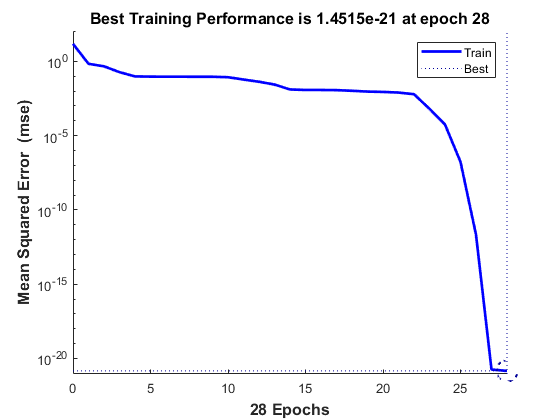 Best Training Performance is 1.4515e-21 at epoch 28
Train
Best
Mean Squared Error (mse)
10^0
10^-5
10^-10
10^-15
10^-20
0 5 10 15 20 25
28 Epochs